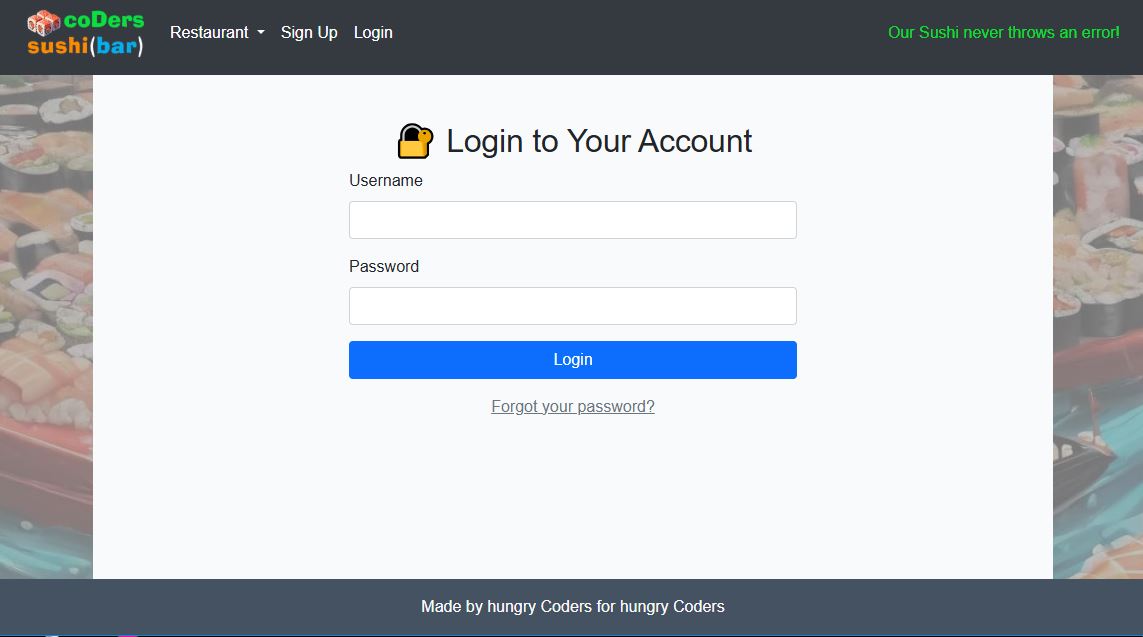 coDers
sushi(bar)
Restaurant Sign Up Login
Our Sushi never throws an error!
Login to Your Account
Username
Password
Login
Forgot your password?
Made by hungry Coders for hungry Coders